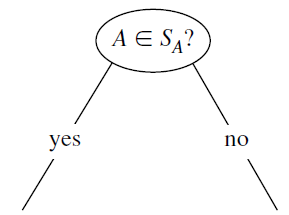 A ∈ S_A?
yes no